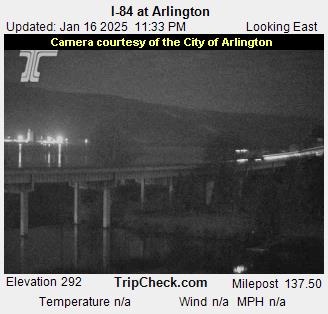 I-84 at Arlington
Updated: Jan 16 2025 11:33 PM Looking East
Camera courtesy of the City of Arlington
Elevation 292 TripCheck.com Milepost 137.50
Temperature n/a Wind n/a MPH n/a